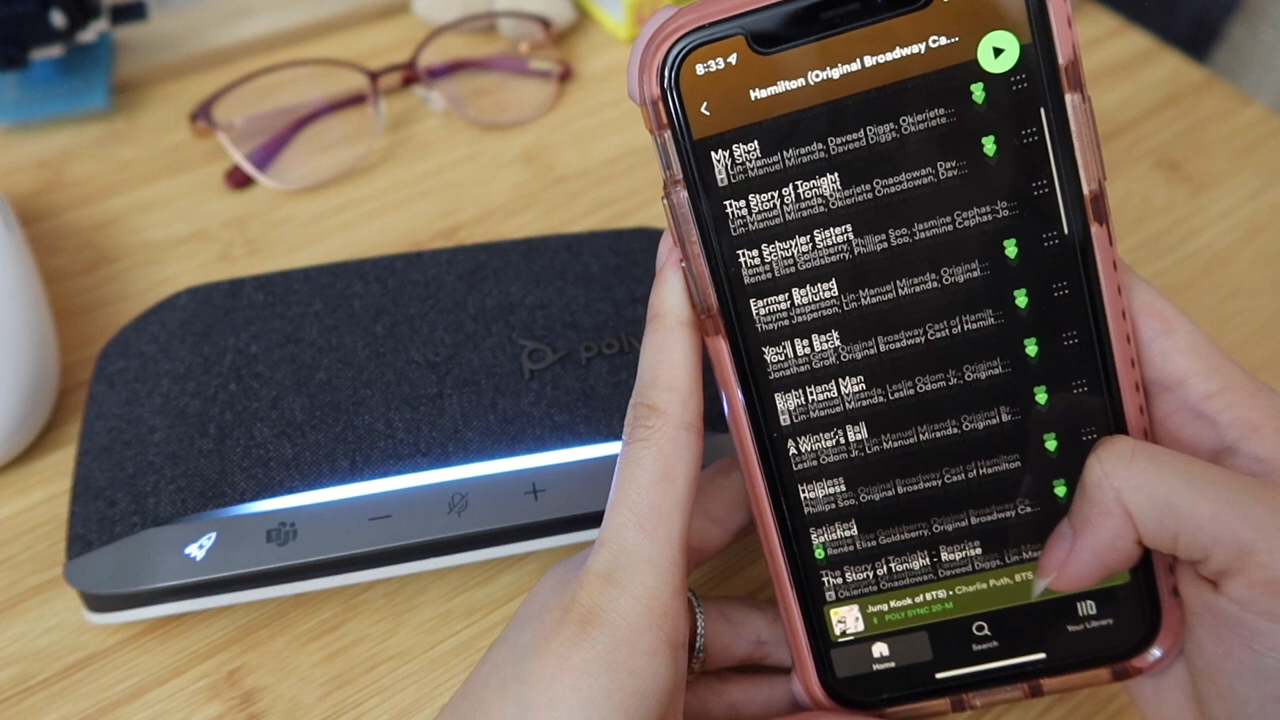 8:33
Hamilton (Original Broadway Ca...
My Shot
E Lin-Manuel Miranda, Daveed Diggs, Okieriete...
The Story of Tonight
Lin-Manuel Miranda, Okieriete Onaodowan, Dav...
The Schuyler Sisters
Renée Elise Goldsberry, Phillipa Soo, Jasmine Cephas-Jo...
Farmer Refuted
Thayne Jasperson, Lin-Manuel Miranda, Original...
You'll Be Back
Jonathan Groff, Original Broadway Cast of Hamilt...
Right Hand Man
E Lin-Manuel Miranda, Leslie Odom Jr., Original...
A Winter's Ball
Leslie Odom Jr., Lin-Manuel Miranda, Original Br...
Helpless
Phillipa Soo, Original Broadway Cast of Hamilton
Satisfied
Renée Elise Goldsberry, Original Broadway Ca...
The Story of Tonight - Reprise
E Okieriete Onaodowan, Daveed Diggs, Lin-Man...
Jung Kook of BTS) • Charlie Puth, BTS
POLY SYNC 20-M
Home
Search
Your Library
poly